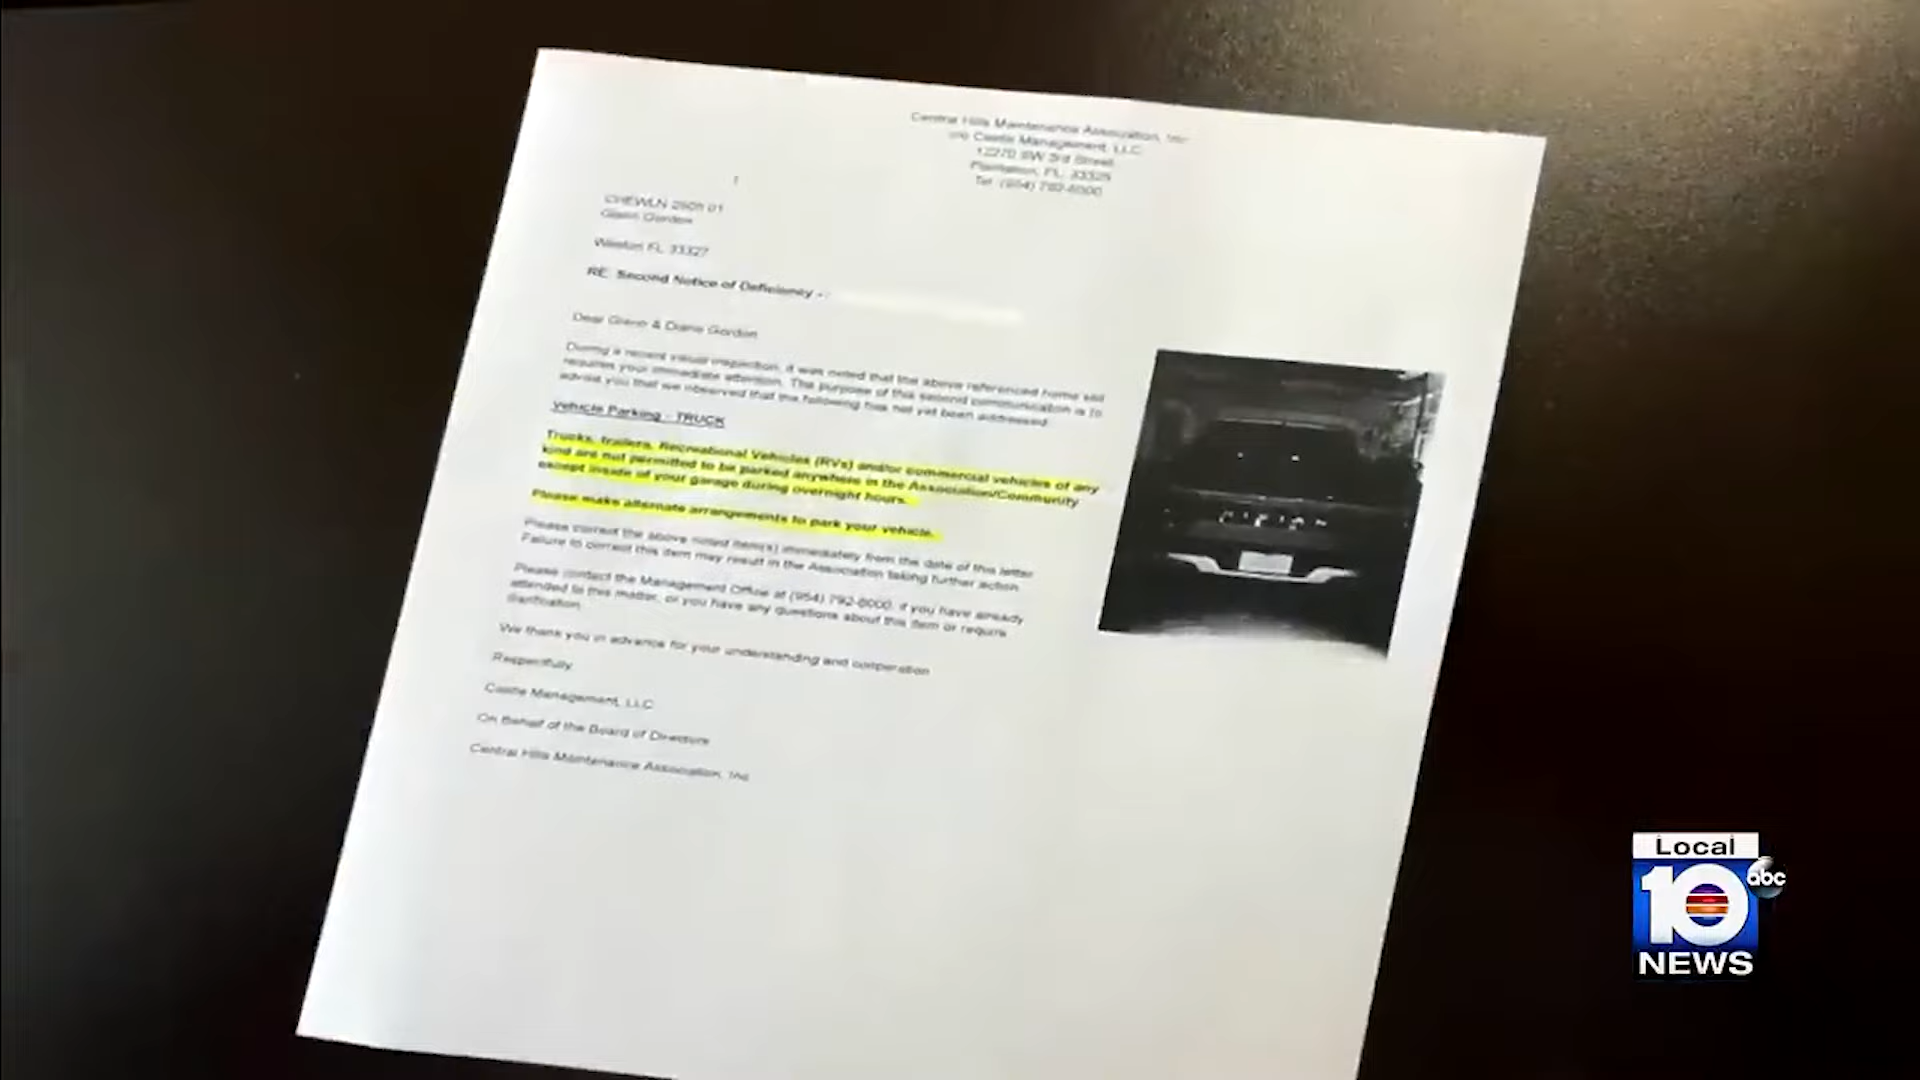 Central Hills Maintenance Association, Inc.
c/o Castle Management, LLC
12270 SW 3rd Street
Plantation, FL 33325
Tel: (954) 792-6000
Gordon
Weston FL 33327
RE: Second Notice of Deficiency -
Dear & Diane Gordon
During a recent visual inspection, it was noted that the above referenced home still
requires your immediate attention. The purpose of this second communication is to
advise you that we observed that the following has not yet been addressed:
Vehicle Parking - TRUCK
Trucks, trailers, Recreational Vehicles (RVs) and/or commercial vehicles of any
kind are not permitted to be parked anywhere in the Association/Community
except inside of your garage during overnight hours.
Please make alternate arrangements to park your vehicle.
Please correct the above noted item(s) immediately from the date of this letter.
Failure to correct this item may result in the Association taking further action.
Please contact the Management Office at (954) 792-6000, if you have already
attended to this matter, or you have any questions about this item or require
clarification.
We thank you in advance for your understanding and cooperation
Respectfully
Castle Management, LLC
On Behalf of the Board of Directors
Central Hills Maintenance Association, Inc.
Local
10
abc
NEWS